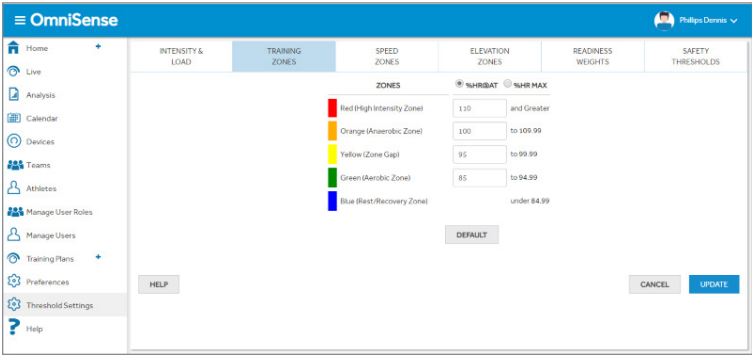 OmniSense
Phillips Dennis
Home +
Live
Analysis
Calendar
Devices
Teams
Athletes
Manage User Roles
Manage Users
Training Plans +
Preferences
Threshold Settings
? Help
INTENSITY &
LOAD
TRAINING
ZONES
SPEED
ZONES
ELEVATION
ZONES
READINESS
WEIGHTS
SAFETY
THRESHOLDS
ZONES %HR@AT %HR MAX
Red (High Intensity Zone) 110 and Greater
Orange (Anaerobic Zone) 100 to 109.99
Yellow (Zone Gap) 95 to 99.99
Green (Aerobic Zone) 85 to 94.99
Blue (Rest/Recovery Zone) under 84.99
DEFAULT
HELP CANCEL UPDATE